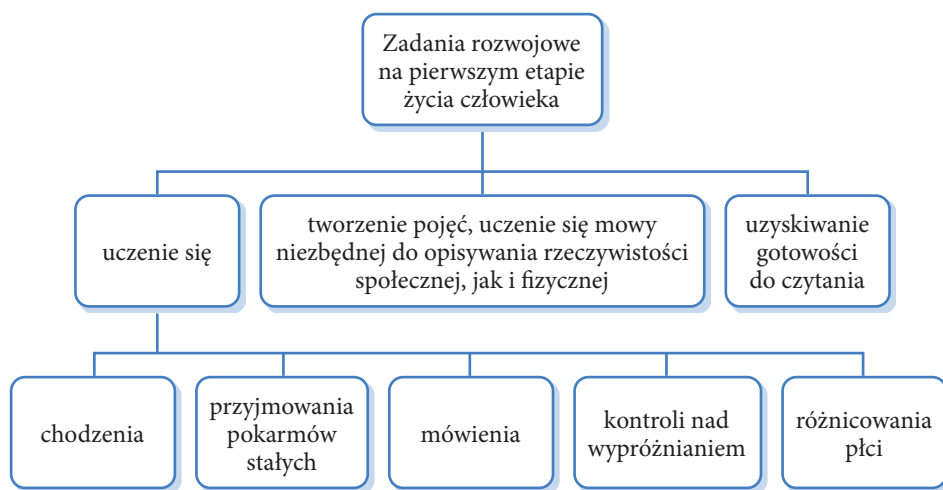 Zadania rozwojowe
na pierwszym etapie
życia człowieka
uczenie się
tworzenie pojęć, uczenie się mowy
niezbędnej do opisywania rzeczywistości
społecznej, jak i fizycznej
uzyskiwanie
gotowości
do czytania
chodzenia
przyjmowania
pokarmów
stałych
mówienia
kontroli nad
wypróżnianiem
różnicowania
płci